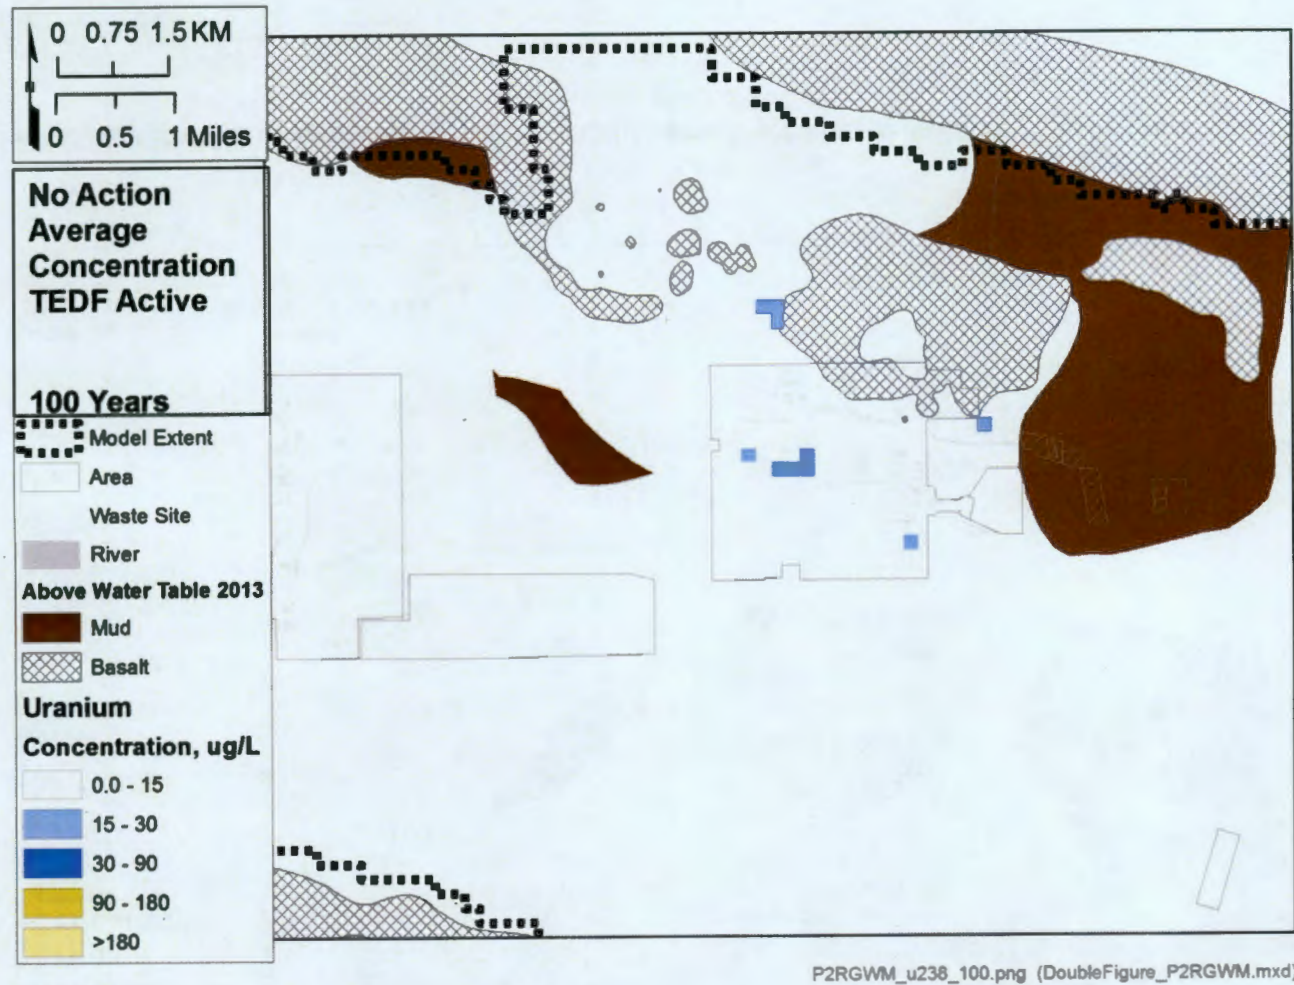 0 0.75 1.5 KM
0 0.5 1 Miles
No Action
Average
Concentration
TEDF Active
100 Years
Model Extent
Area
Waste Site
River
Above Water Table 2013
Mud
Basalt
Uranium
Concentration, ug/L
0.0 - 15
15 - 30
30 - 90
90 - 180
>180
P2RGWM_u238_100.png (DoubleFigure_P2RGWM.mxd)